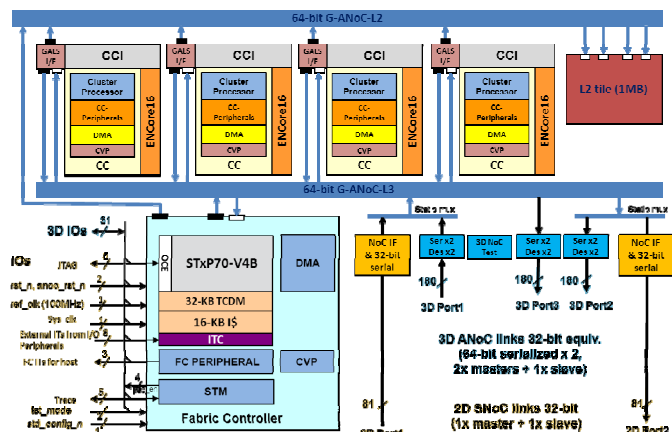 64-bit G-ANoC-L2
GALS
I/F
CCI
Cluster
Processor
CC-
Peripherals
DMA
CVP
CC
ENCore16
GALS
I/F
CCI
Cluster
Processor
CC-
Peripherals
DMA
CVP
CC
ENCore16
GALS
I/F
CCI
Cluster
Processor
CC-
Peripherals
DMA
CVP
CC
ENCore16
GALS
I/F
CCI
Cluster
Processor
CC-
Peripherals
DMA
CVP
CC
ENCore16
L2 tile (1MB)
64-bit G-ANoC-L3
3D IOs
IOs
JTAG
rst_n, anoc_rst_n
2
ref_clk (100MHz)
Sys_clk
External ITs from I/O
Peripherals
FC ITs for host
3
Trace
tst_mode
std_config_n
OCE
STxP70-V4B
DMA
32-KB TCDM
16-KB I$
ITC
FC PERIPHERAL
CVP
4
STM
Fabric Controller
Static mux
Static mux
NoC IF
& 32-bit
serial
Ser x2
Des x2
3D NoC
Test
Ser x2
Des x2
Ser x2
Des x2
NoC IF
& 32-bit
serial
180
180
180
3D Port1
3D Port3
3D Port2
3D ANoC links 32-bit equiv.
(64-bit serialized x 2,
2x masters + 1x slave)
2D SNoC links 32-bit
(1x master + 1x slave)
81
81